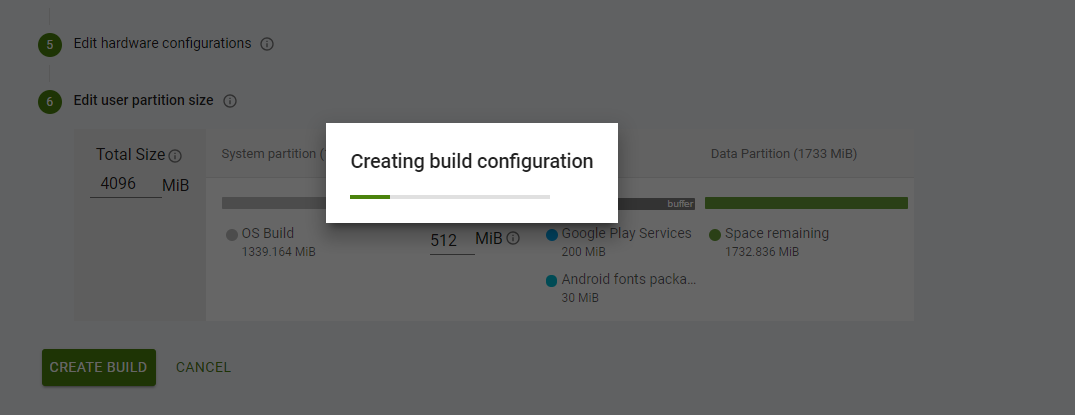 5 Edit hardware configurations
6 Edit user partition size
Creating build configuration
Total Size
4096 MiB
System partition (
Data Partition (1733 MiB)
buffer
OS Build
1339.164 MiB
512 MiB
Google Play Services
200 MiB
Android fonts packa...
30 MiB
Space remaining
1732.836 MiB
CREATE BUILD
CANCEL